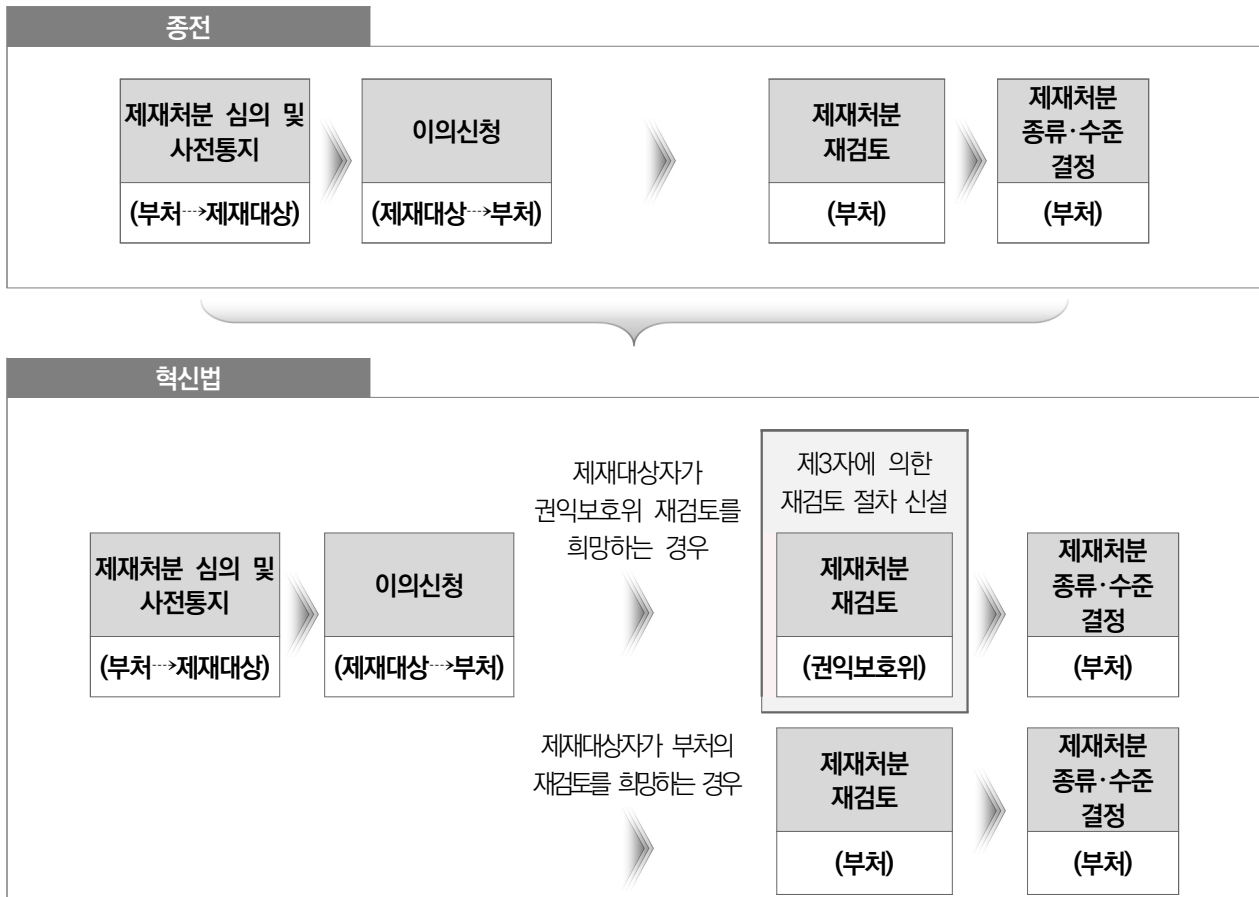 종전
제재처분 심의 및
사전통지
(부처⇢제재대상)
이의신청
(제재대상⇢부처)
제재처분
재검토
(부처)
제재처분
종류·수준
결정
(부처)
혁신법
제재처분 심의 및
사전통지
(부처⇢제재대상)
이의신청
(제재대상⇢부처)
제재대상자가
권익보호위 재검토를
희망하는 경우
제3자에 의한
재검토 절차 신설
제재처분
재검토
(권익보호위)
제재처분
종류·수준
결정
(부처)
제재대상자가 부처의
재검토를 희망하는 경우
제재처분
재검토
(부처)
제재처분
종류·수준
결정
(부처)